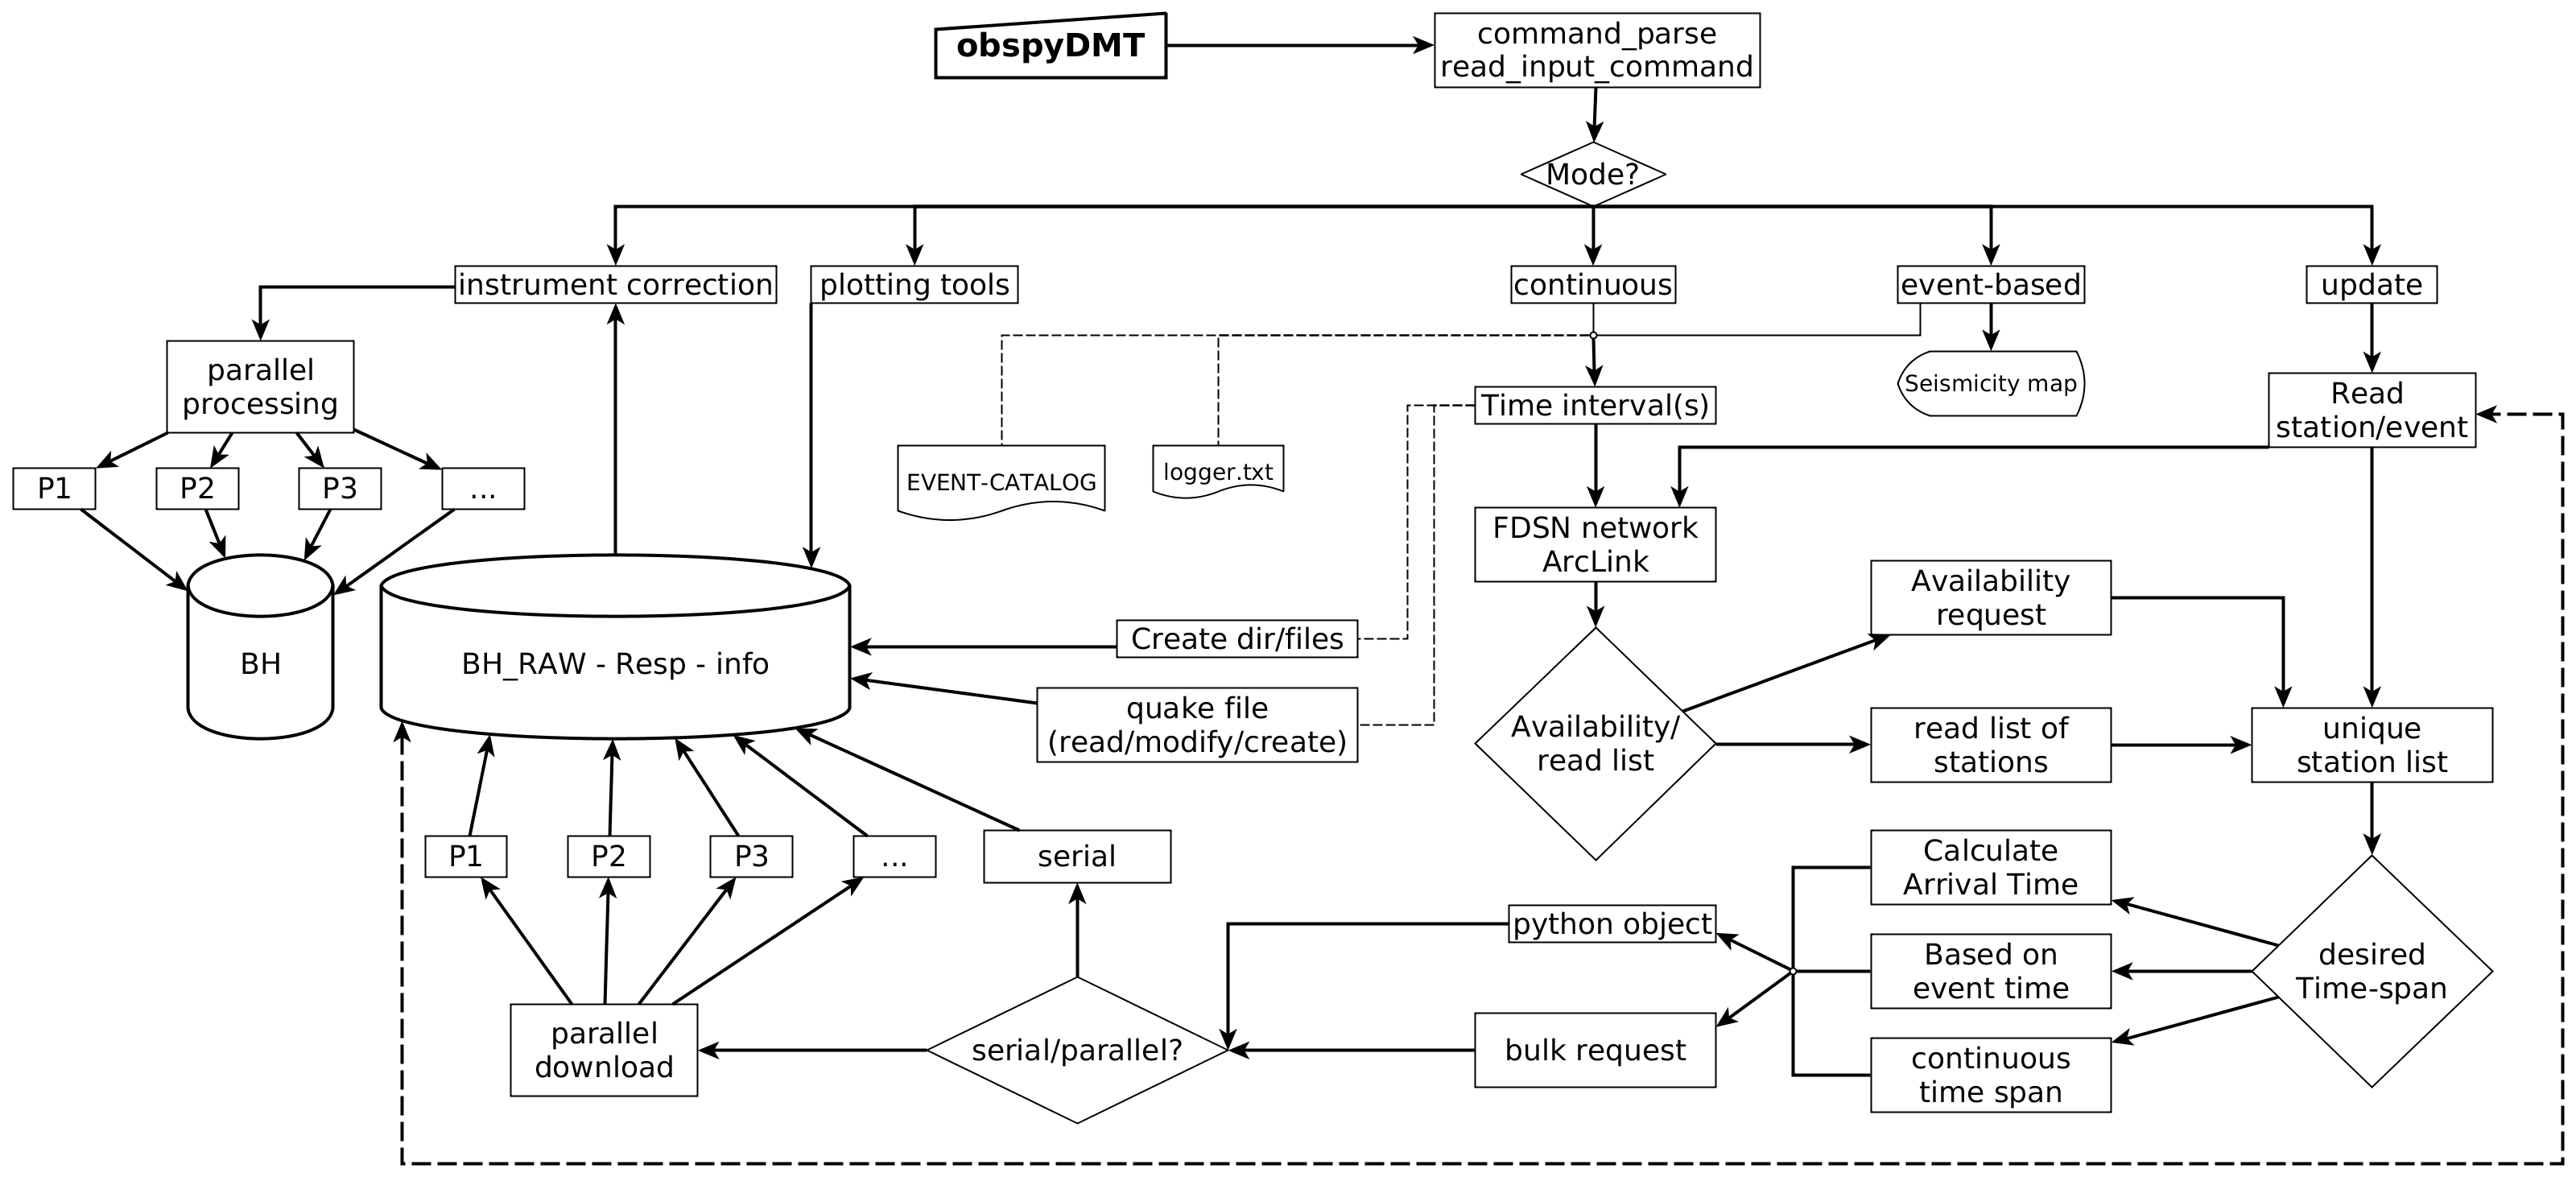 obspyDMT
command_parse
read_input_command
Mode?
instrument correction
plotting tools
continuous
event-based
update
parallel
processing
Seismicity map
Time interval(s)
Read
station/event
P1
P2
P3
...
EVENT-CATALOG
logger.txt
FDSN network
ArcLink
Availability
request
BH
BH_RAW - Resp - info
Create dir/files
quake file
(read/modify/create)
Availability/
read list
read list of
stations
unique
station list
P1
P2
P3
...
serial
Calculate
Arrival Time
python object
Based on
event time
desired
Time-span
parallel
download
serial/parallel?
bulk request
continuous
time span